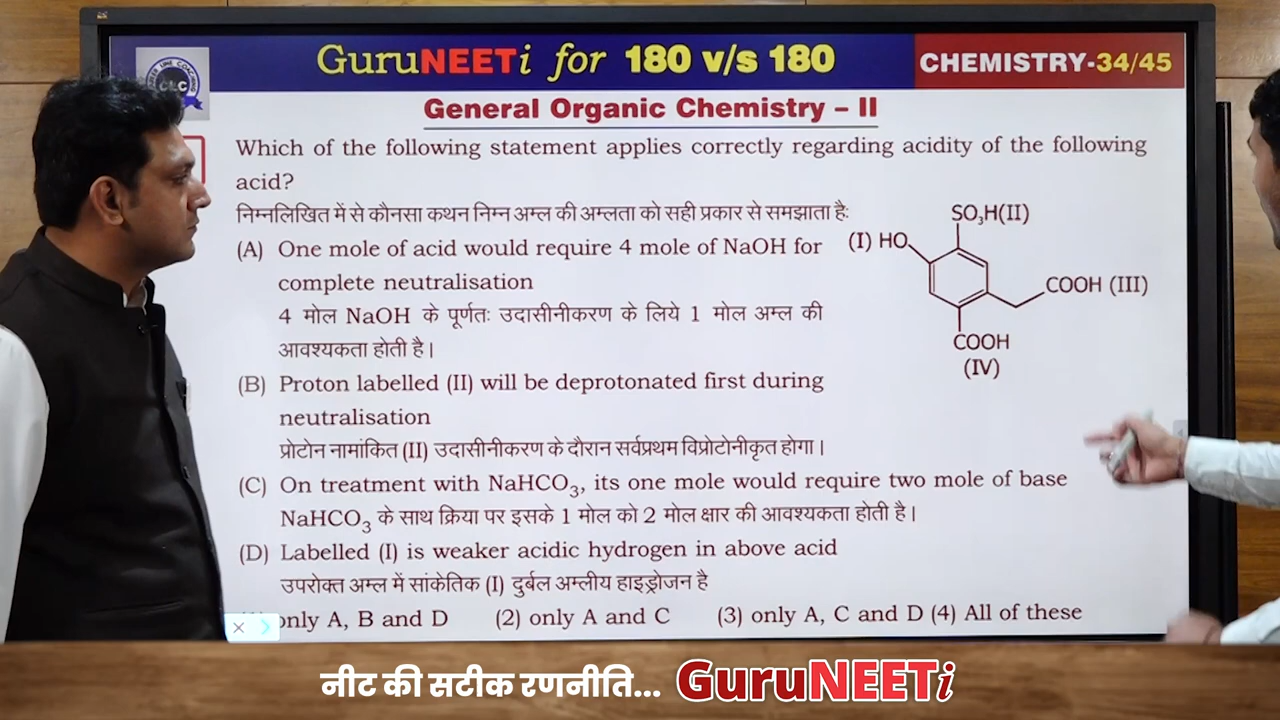 GuruNEETi for 180 v/s 180
CHEMISTRY-34/45
CLC
General Organic Chemistry – II
Which of the following statement applies correctly regarding acidity of the following
acid?
निम्नलिखित में से कौनसा कथन निम्न अम्ल की अम्लता को सही प्रकार से समझाता है:
(A) One mole of acid would require 4 mole of NaOH for
complete neutralisation
4 मोल NaOH के पूर्णतः उदासीनीकरण के लिये 1 मोल अम्ल की
आवश्यकता होती है।
(B) Proton labelled (II) will be deprotonated first during
neutralisation
प्रोटोन नामांकित (II) उदासीनीकरण के दौरान सर्वप्रथम विप्रोटोनीकृत होगा।
(C) On treatment with NaHCO₃, its one mole would require two mole of base
NaHCO₃ के साथ क्रिया पर इसके 1 मोल को 2 मोल क्षार की आवश्यकता होती है।
(D) Labelled (I) is weaker acidic hydrogen in above acid
उपरोक्त अम्ल में सांकेतिक (I) दुर्बल अम्लीय हाइड्रोजन है
only A, B and D (2) only A and C (3) only A, C and D (4) All of these
SO₃H(II)
(I) HO
COOH (III)
COOH
(IV)
नीट की सटीक रणनीति... GuruNEETi